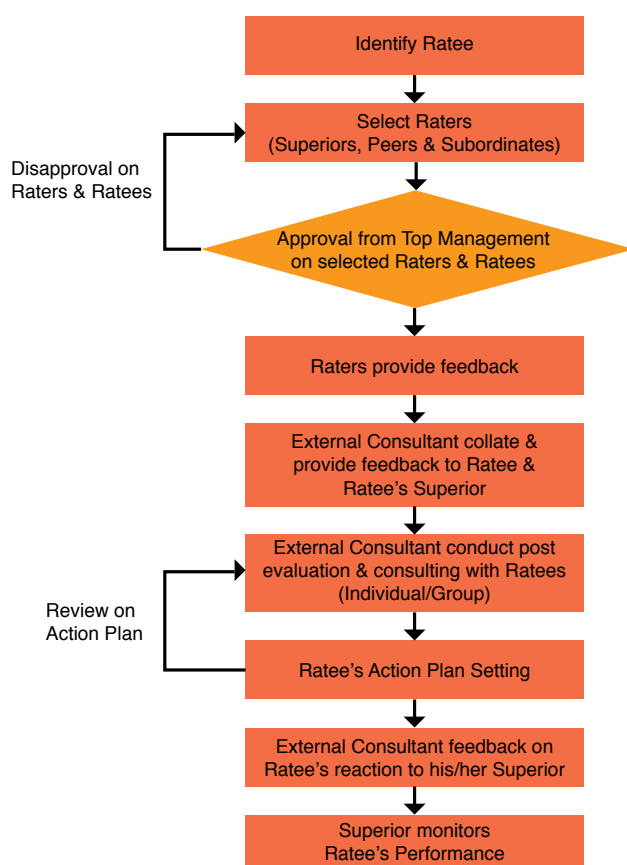 Identify Ratee
Select Raters
(Superiors, Peers & Subordinates)
Disapproval on
Raters & Ratees
Approval from Top Management
on selected Raters & Ratees
Raters provide feedback
External Consultant collate &
provide feedback to Ratee &
Ratee’s Superior
External Consultant conduct post
evaluation & consulting with Ratees
(Individual/Group)
Review on
Action Plan
Ratee’s Action Plan Setting
External Consultant feedback on
Ratee’s reaction to his/her Superior
Superior monitors
Ratee’s Performance